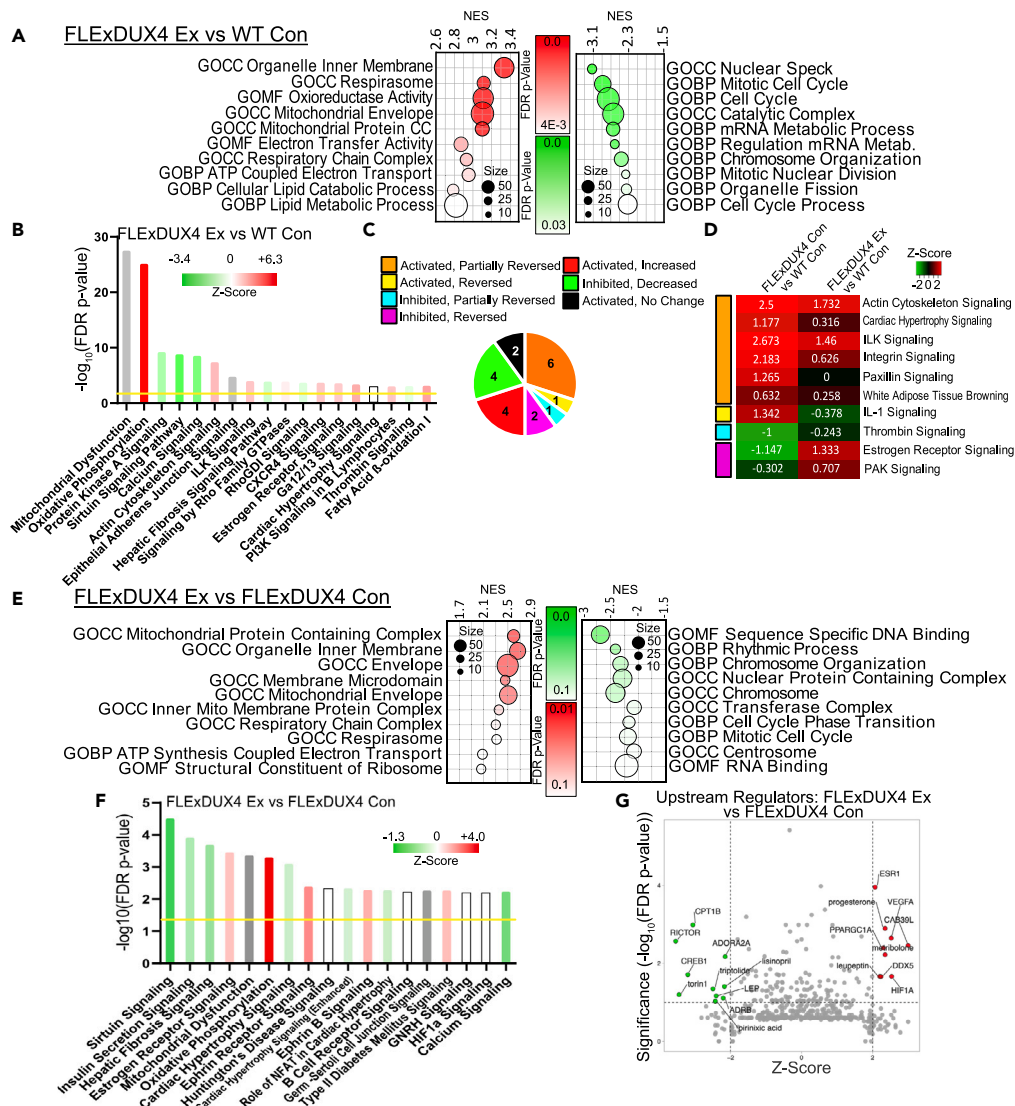 A
FLExDUX4 Ex vs WT Con
NES
2.6
2.8
3
3.2
3.4
GOCC Organelle Inner Membrane
GOCC Respirasome
GOMF Oxioreductase Activity
GOCC Mitochondrial Envelope
GOCC Mitochondrial Protein CC
GOMF Electron Transfer Activity
GOCC Respiratory Chain Complex
GOBP ATP Coupled Electron Transport
GOBP Cellular Lipid Catabolic Process
GOBP Lipid Metabolic Process
Size
50
25
10
0.0
FDR p-Value
4E-3
0.0
FDR p-Value
0.03
NES
-3.1
-2.3
1.5
Size
50
25
10
GOCC Nuclear Speck
GOBP Mitotic Cell Cycle
GOBP Cell Cycle
GOCC Catalytic Complex
GOBP mRNA Metabolic Process
GOBP Regulation mRNA Metab.
GOBP Chromosome Organization
GOBP Mitotic Nuclear Division
GOBP Organelle Fission
GOBP Cell Cycle Process
B
FLExDUX4 Ex vs WT Con
-3.4 0 +6.3
Z-Score
-log10(FDR p-value)
30
20
10
0
Mitochondrial Dysfunction
Oxidative Phosphorylation
Protein Kinase A Signaling
Sirtuin Signaling Pathway
Calcium Signaling
Actin Cytoskeleton Signaling
Epithelial Adherens Junction Signaling
ILK Signaling
Hepatic Fibrosis Signaling Pathway
Signaling by Rho Family GTPases
RhoGDI Signaling
CXCR4 Signaling
Estrogen Receptor Signaling
Gα12/13 Signaling
Cardiac Hypertrophy Signaling
PI3K Signaling in B Lymphocytes
Thrombin Signaling
Fatty Acid ß-oxidation I
C
Activated, Partially Reversed
Activated, Reversed
Inhibited, Partially Reversed
Inhibited, Reversed
Activated, Increased
Inhibited, Decreased
Activated, No Change
6
1
1
2
4
4
2
D
FLExDUX4 Con
vs WT Con
FLExDUX4 Ex
vs WT Con
Z-Score
-2 0 2
2.5 1.732 Actin Cytoskeleton Signaling
1.177 0.316 Cardiac Hypertrophy Signaling
2.673 1.46 ILK Signaling
2.183 0.626 Integrin Signaling
1.265 0 Paxillin Signaling
0.632 0.258 White Adipose Tissue Browning
1.342 -0.378 IL-1 Signaling
-1 -0.243 Thrombin Signaling
-1.147 1.333 Estrogen Receptor Signaling
-0.302 0.707 PAK Signaling
E
FLExDUX4 Ex vs FLExDUX4 Con
NES
1.7
2.1
2.5
2.9
GOCC Mitochondrial Protein Containing Complex
GOCC Organelle Inner Membrane
GOCC Envelope
GOCC Membrane Microdomain
GOCC Mitochondrial Envelope
GOCC Inner Mito Membrane Protein Complex
GOCC Respiratory Chain Complex
GOCC Respirasome
GOBP ATP Synthesis Coupled Electron Transport
GOMF Structural Constituent of Ribosome
Size
50
25
10
0.0
FDR p-Value
0.1
0.01
FDR p-Value
0.1
NES
-3
-2.5
-2
-1.5
Size
50
25
10
GOMF Sequence Specific DNA Binding
GOBP Rhythmic Process
GOBP Chromosome Organization
GOCC Nuclear Protein Containing Complex
GOCC Chromosome
GOCC Transferase Complex
GOBP Cell Cycle Phase Transition
GOBP Mitotic Cell Cycle
GOCC Centrosome
GOMF RNA Binding
F
FLExDUX4 Ex vs FLExDUX4 Con
-1.3 0 +4.0
Z-Score
-log10(FDR p-value)
5
4
3
2
1
0
Sirtuin Signaling
Insulin Secretion Signaling
Hepatic Fibrosis Signaling
Estrogen Receptor Signaling
Mitochondrial Dysfunction
Oxidative Phosphorylation
Cardiac Hypertrophy Signaling
Ephrin Receptor Signaling
Huntington's Disease Signaling
Cardiac Hypertrophy Signaling (Enhanced)
Ephrin B Signaling
Role of NFAT in Cardiac Hypertrophy
B Cell Receptor Signaling
Germ -Sertoli Cell Junction Signaling
Type II Diabetes Mellitus Signaling
GNRH Signaling
HIF1a Signaling
Calcium Signaling
G
Upstream Regulators: FLExDUX4 Ex
vs FLExDUX4 Con
Significance (-log10(FDR p-value))
4
2
0
-2
0
2
Z-Score
ESR1
progesterone
VEGFA
CAB39L
PPARGC1A
metribolone
leupeptin
DDX5
HIF1A
CPT1B
RICTOR
ADORA2A
CREB1
lisinopril
triptolide
torin1
LEP
ADRB
pirinixic acid